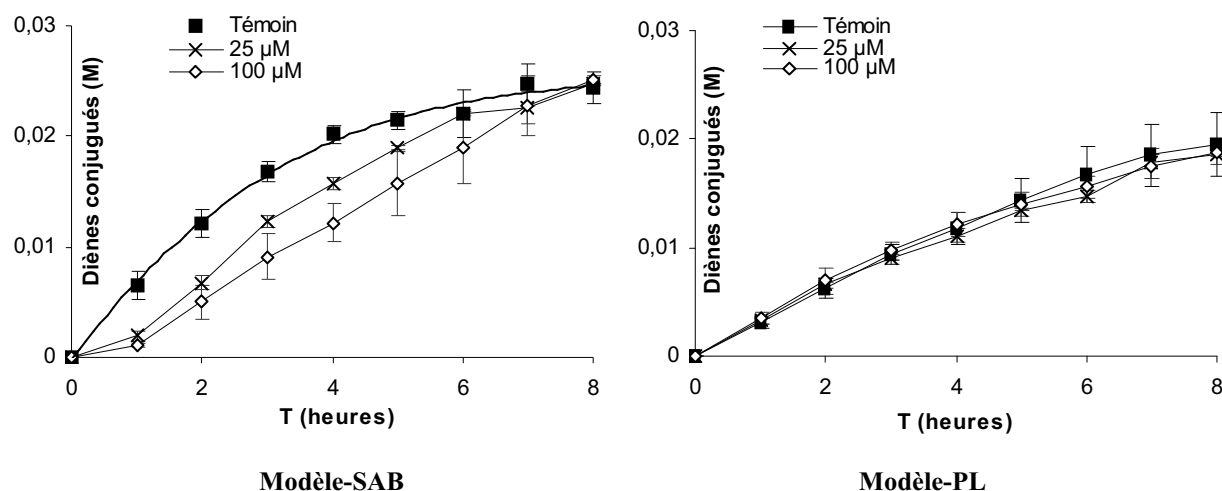 0,03
0,02
0,01
0
Diènes conjugués (M)
Témoin
25 µM
100 µM
0 2 4 6 8
T (heures)
Modèle-SAB
0,03
0,02
0,01
0
Diènes conjugués (M)
Témoin
25 µM
100 µM
0 2 4 6 8
T (heures)
Modèle-PL